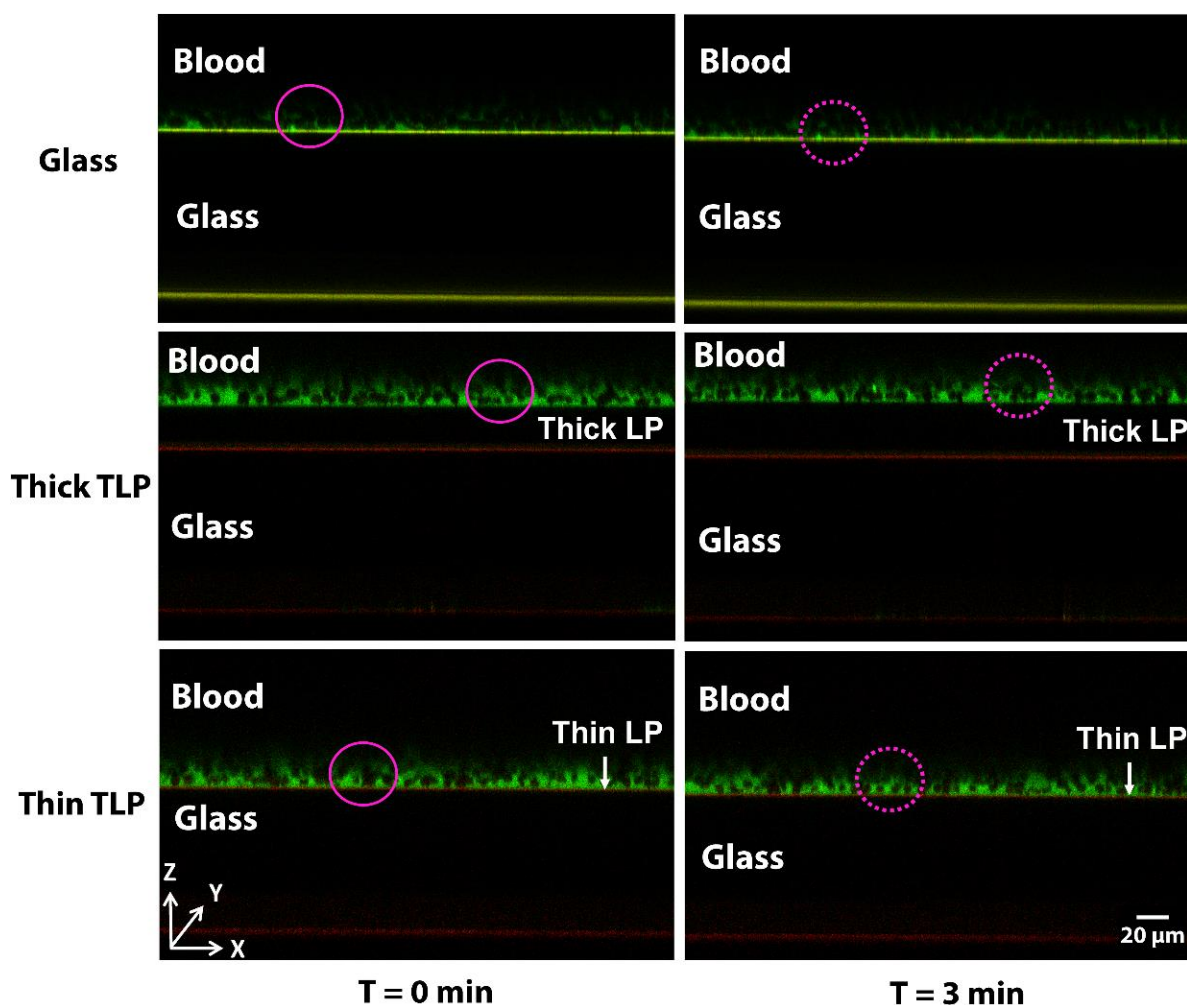 Blood
Blood
Glass
Glass
Glass
Blood
Blood
Thick LP
Thick LP
Thick TLP
Glass
Glass
Blood
Blood
Thin LP
Thin LP
Thin TLP
Glass
Glass
Z
Y
X
20 µm
T = 0 min
T = 3 min